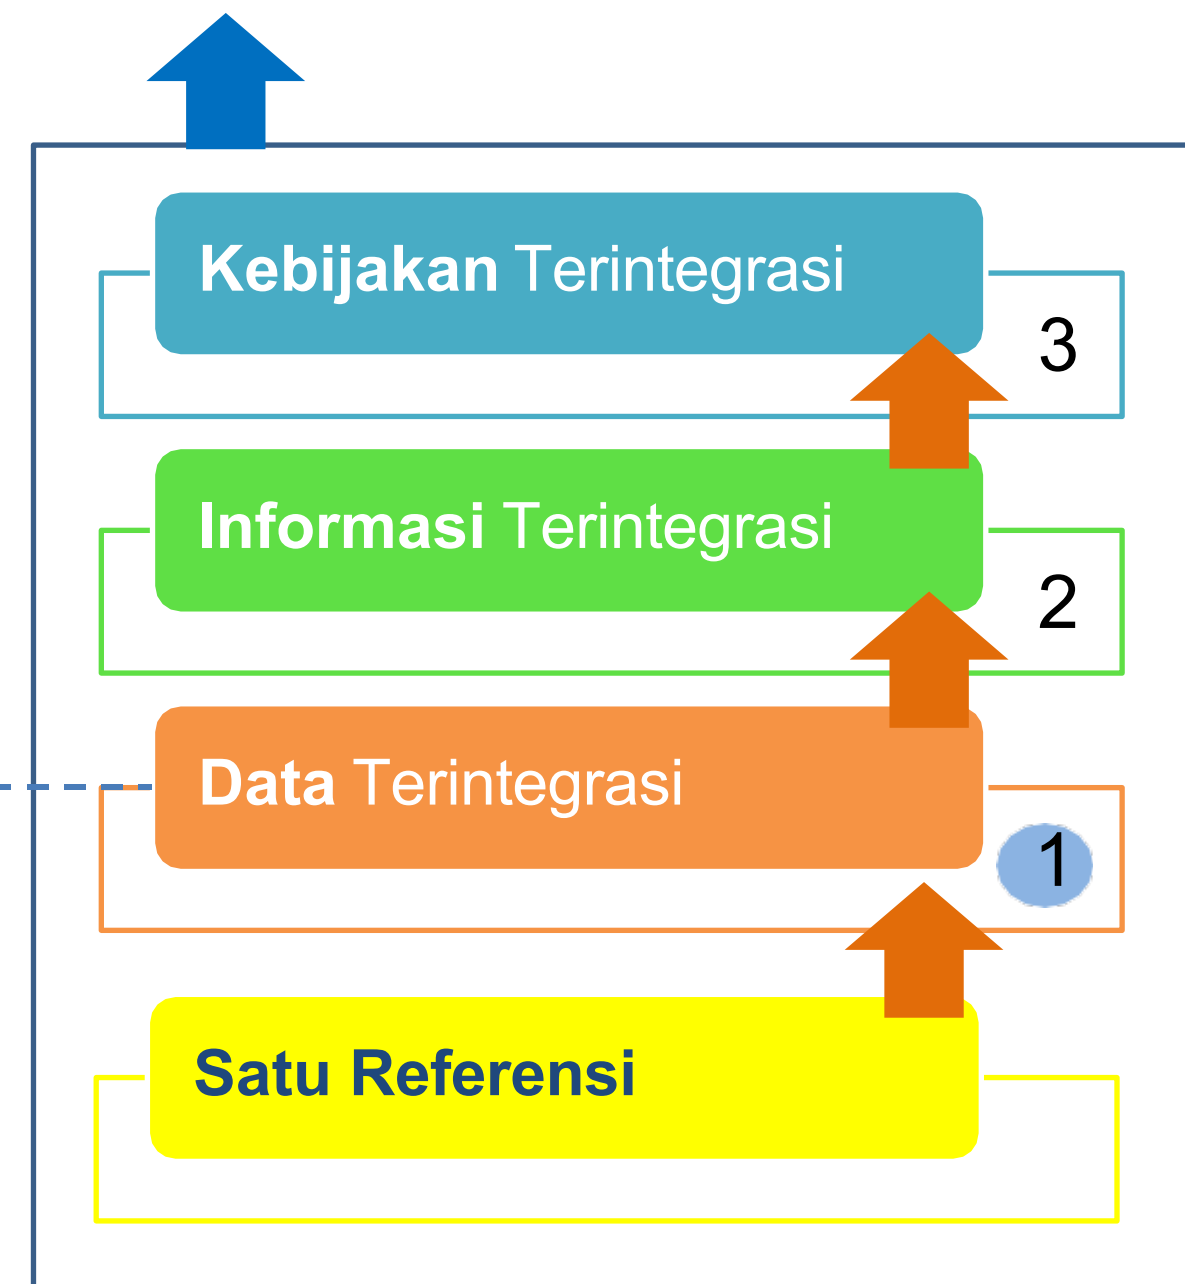 Kebijakan Terintegrasi
3
Informasi Terintegrasi
2
Data Terintegrasi
1
Satu Referensi